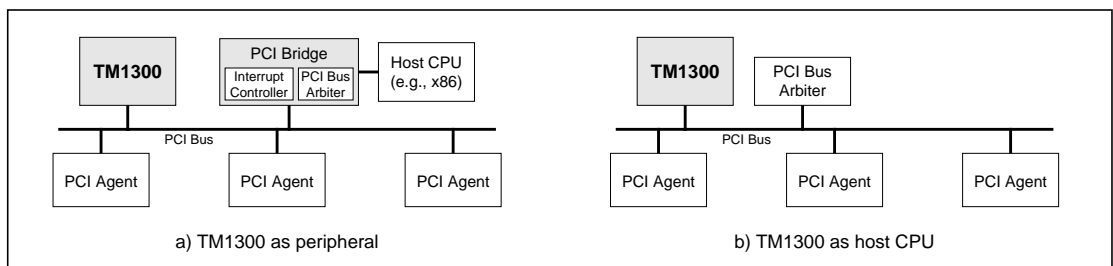 TM1300
PCI Bridge
Interrupt
Controller
PCI Bus
Arbiter
Host CPU
(e.g., x86)
PCI Bus
PCI Agent
PCI Agent
PCI Agent
a) TM1300 as peripheral
TM1300
PCI Bus
Arbiter
PCI Bus
PCI Agent
PCI Agent
PCI Agent
b) TM1300 as host CPU